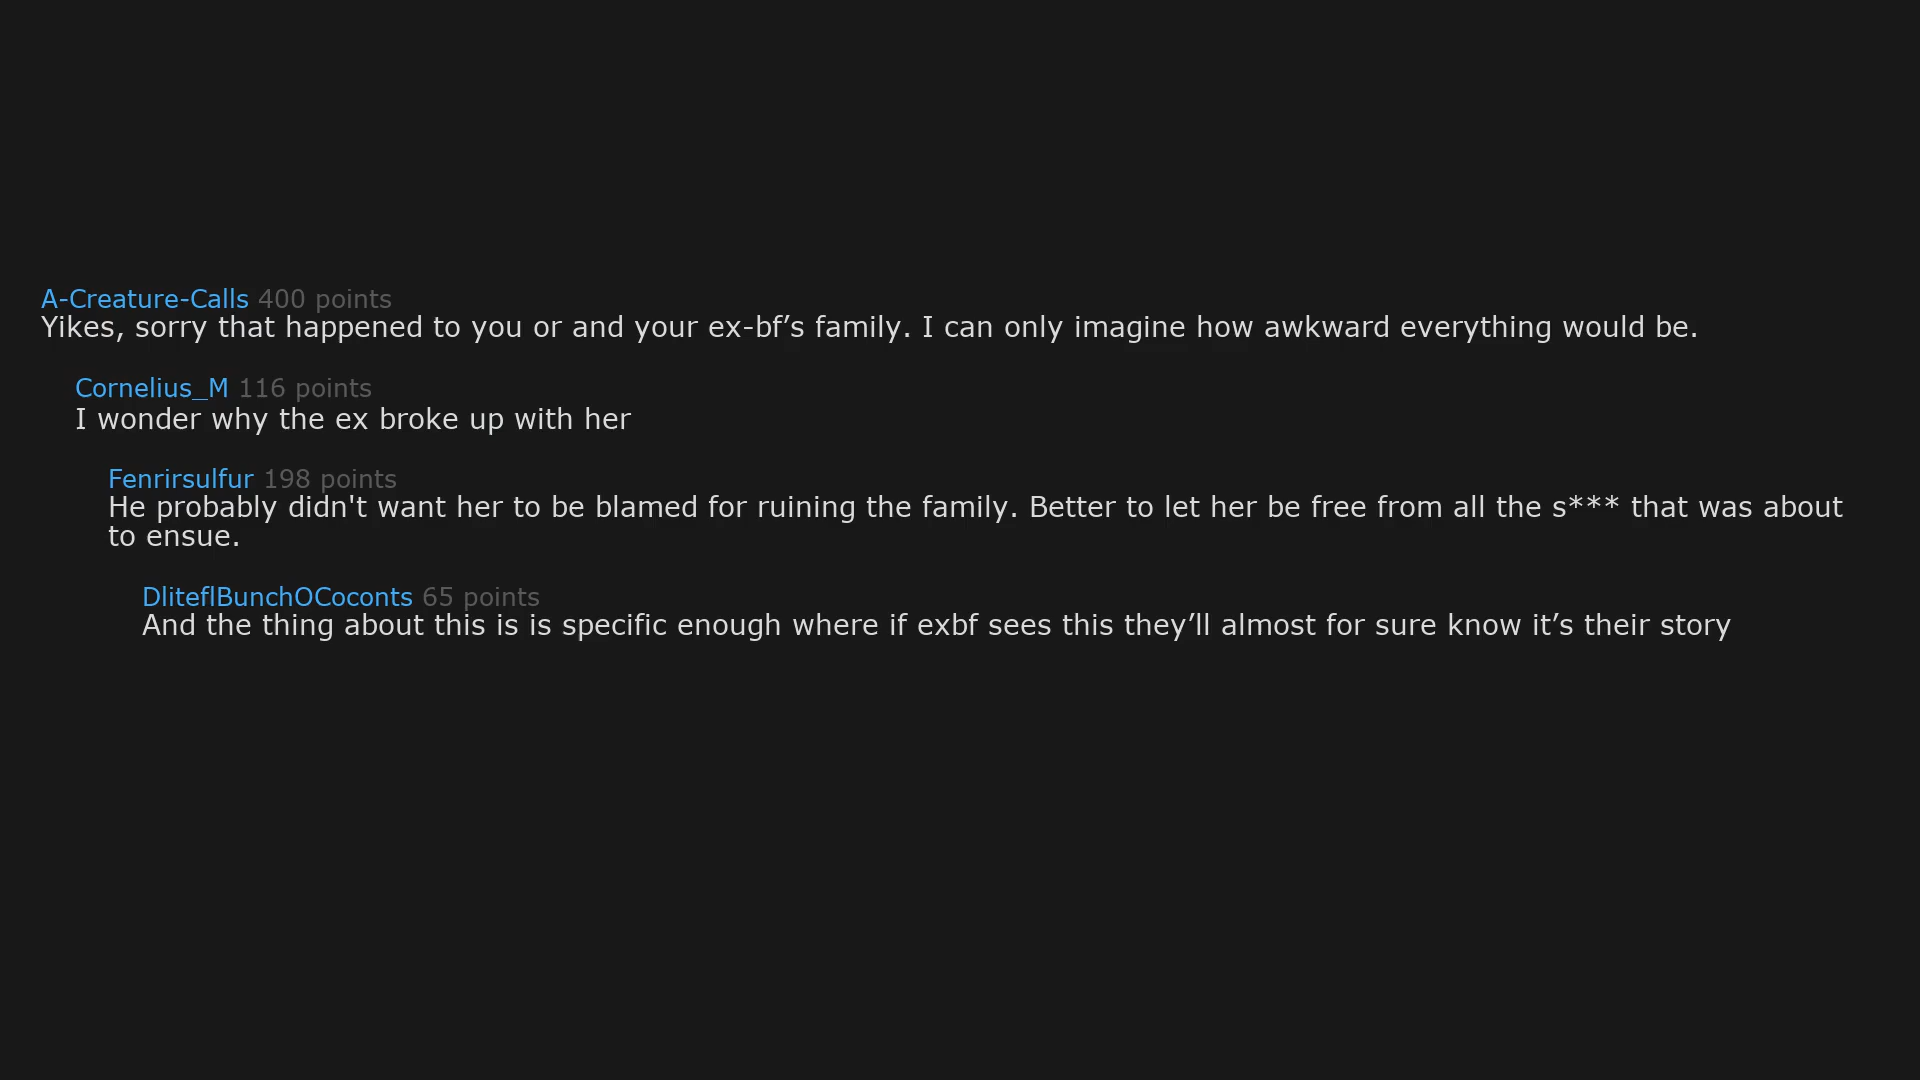 A-Creature-Calls 400 points
Yikes, sorry that happened to you or and your ex-bf’s family. I can only imagine how awkward everything would be.
Cornelius_M 116 points
I wonder why the ex broke up with her
Fenrirsulfur 198 points
He probably didn't want her to be blamed for ruining the family. Better to let her be free from all the s*** that was about
to ensue.
DliteflBunchOCoconts 65 points
And the thing about this is is specific enough where if exbf sees this they’ll almost for sure know it’s their story